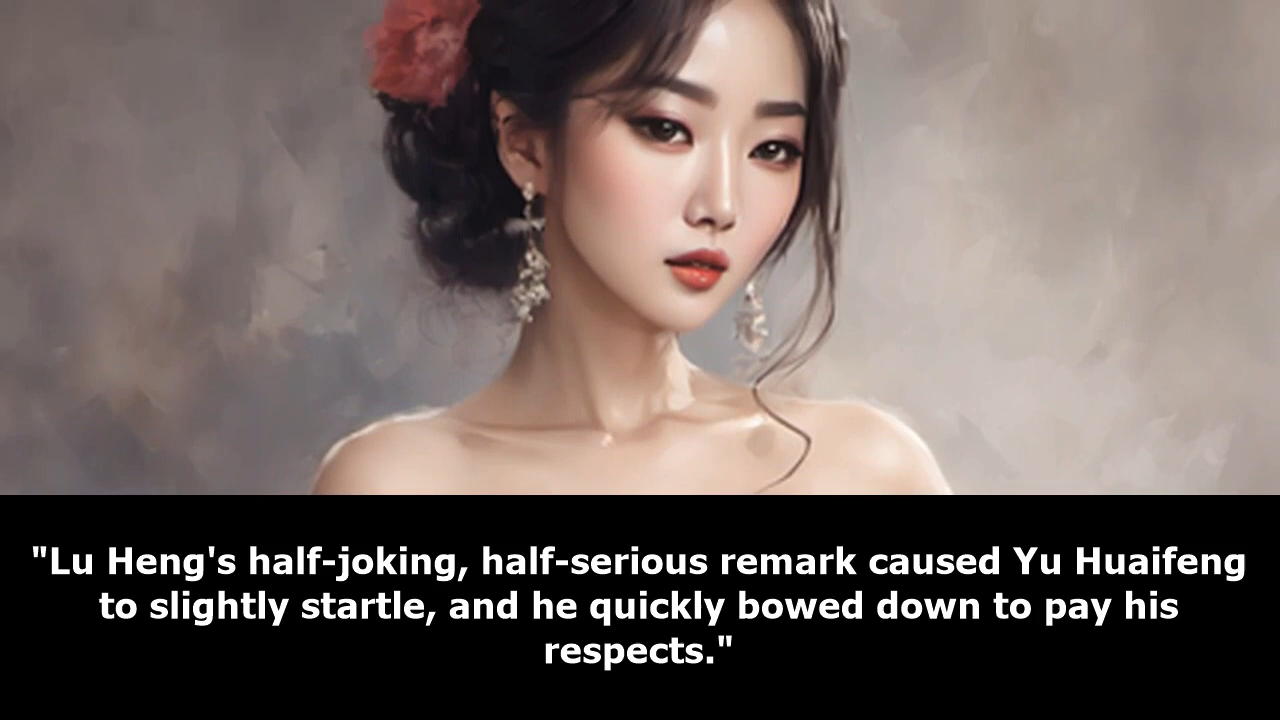 "Lu Heng's half-joking, half-serious remark caused Yu Huaifeng
to slightly startle, and he quickly bowed down to pay his
respects."